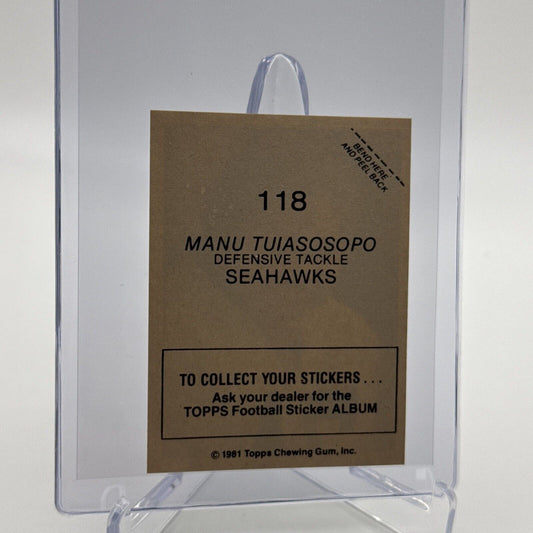 BEND HERE
AND PEEL BACK
118
MANU TUIASOSOPO
DEFENSIVE TACKLE
SEAHAWKS
TO COLLECT YOUR STICKERS . . .
Ask your dealer for the
TOPPS Football Sticker ALBUM
© 1981 Topps Chewing Gum, Inc.